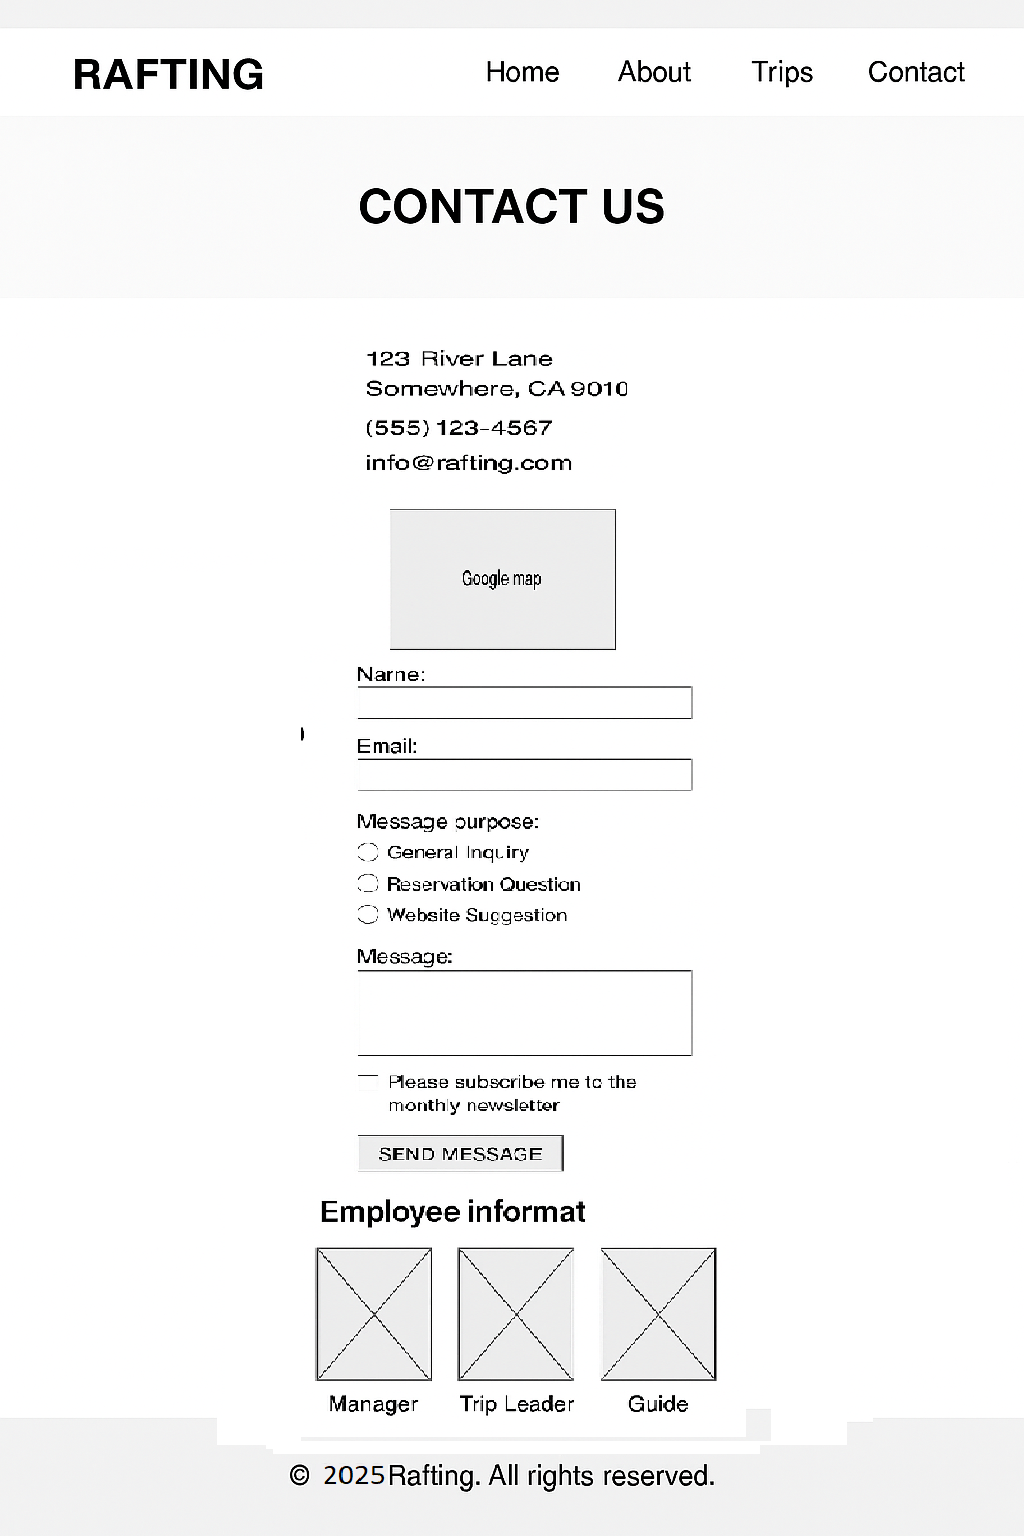 RAFTING
Home About Trips Contact
CONTACT US
123 River Lane
Somewhere, CA 9010
(555) 123-4567
info@rafting.com
Google map
Name:
Email:
Message purpose:
General Inquiry
Reservation Question
Website Suggestion
Message:
Please subscribe me to the
monthly newsletter
SEND MESSAGE
Employee informat
Manager Trip Leader Guide
© 2025Rafting. All rights reserved.